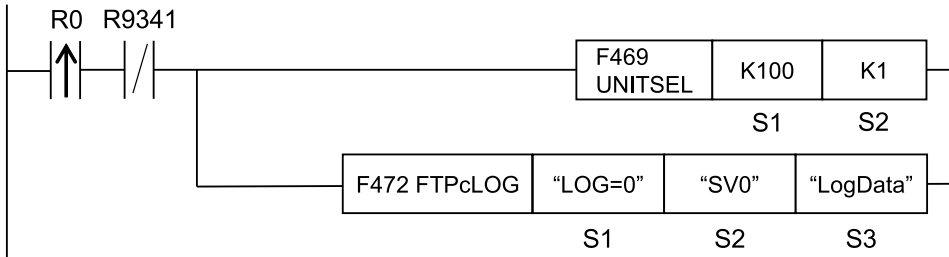 R0 R9341
F469 UNITSEL K100 K1
S1 S2
F472 FTPcLOG “LOG=0” “SV0” “LogData”
S1 S2 S3